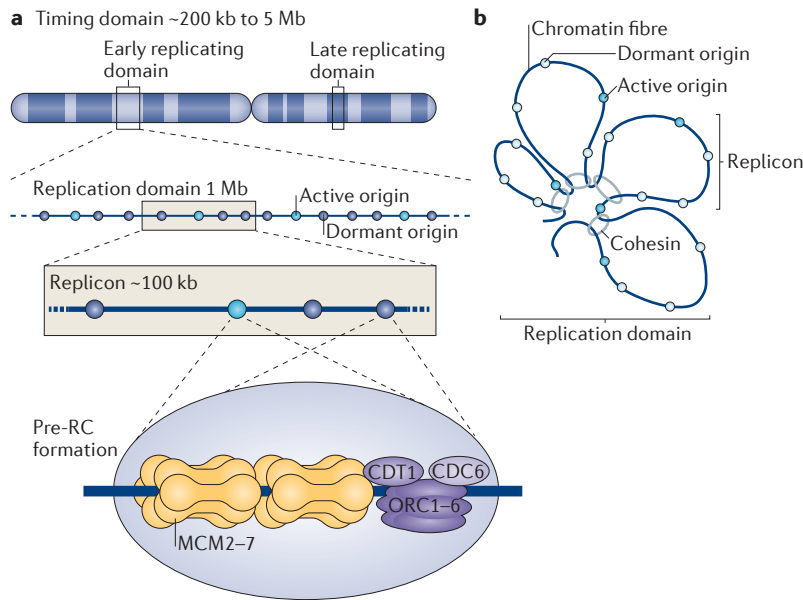 a Timing domain ~200 kb to 5 Mb
Early replicating
domain
Late replicating
domain
Replication domain 1 Mb
Active origin
Dormant origin
Replicon ~100 kb
Pre-RC
formation
CDT1
CDC6
ORC1–6
MCM2–7
b
Chromatin fibre
Dormant origin
Active origin
Replicon
Cohesin
Replication domain